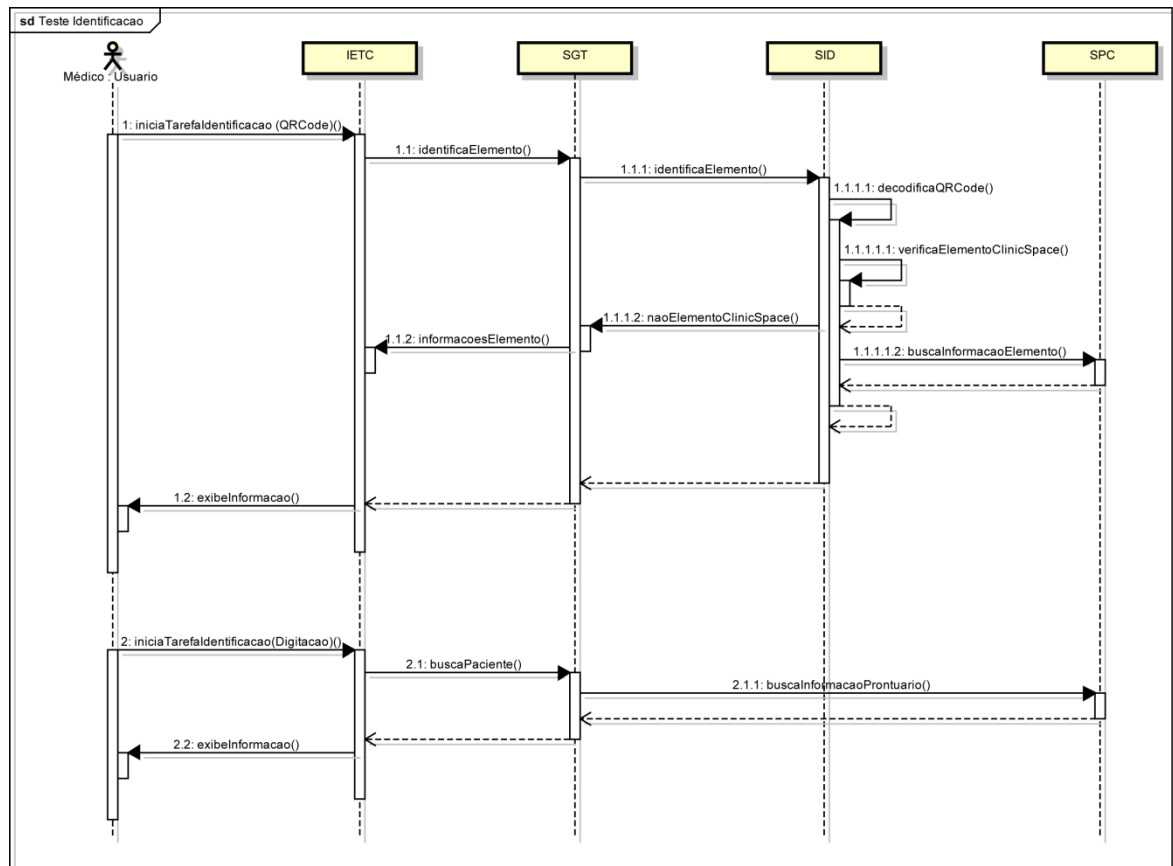 sd Teste Identificacao
Médico : Usuario
IETC
SGT
SID
SPC
1: iniciaTarefaIdentificacao (QRCode)()
1.1: identificaElemento()
1.1.1: identificaElemento()
1.1.1.1: decodificaQRCode()
1.1.1.1.1: verificaElementoClinicSpace()
1.1.1.2: naoElementoClinicSpace()
1.1.2: informacoesElemento()
1.1.1.1.2: buscaInformacaoElemento()
1.2: exibeInformacao()
2: iniciaTarefaIdentificacao(Digitacao)()
2.1: buscaPaciente()
2.1.1: buscaInformacaoProntuario()
2.2: exibeInformacao()